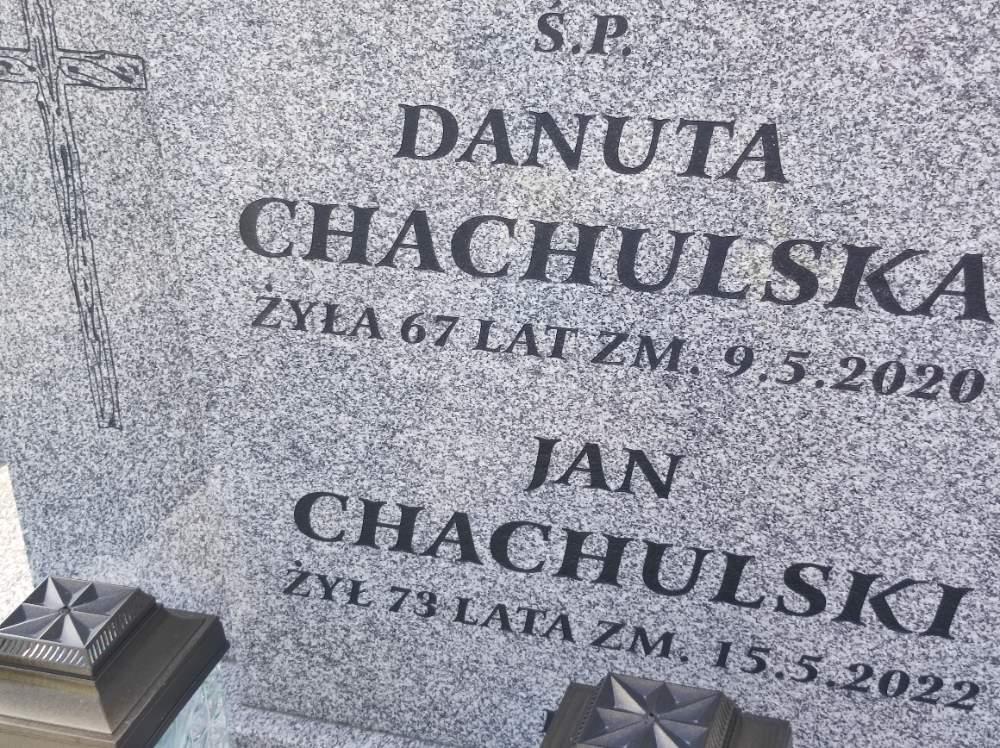 Ś.P.
DANUTA
CHACHULSKA
ŻYŁA 67 LAT ZM. 9.5.2020
JAN
CHACHULSKI
ŻYŁ 73 LATA ZM. 15.5.2022